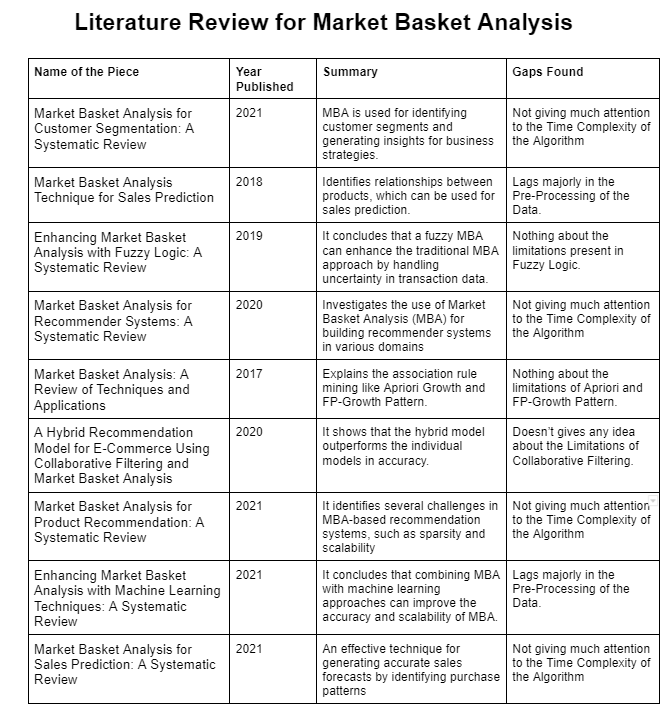 Literature Review for Market Basket Analysis
Name of the Piece
Year
Published
Summary
Gaps Found
Market Basket Analysis for
Customer Segmentation: A
Systematic Review
2021
MBA is used for identifying
customer segments and
generating insights for business
strategies.
Not giving much attention
to the Time Complexity of
the Algorithm
Market Basket Analysis
Technique for Sales Prediction
2018
Identifies relationships between
products, which can be used for
sales prediction.
Lags majorly in the
Pre-Processing of the
Data.
Enhancing Market Basket
Analysis with Fuzzy Logic: A
Systematic Review
2019
It concludes that a fuzzy MBA
can enhance the traditional MBA
approach by handling
uncertainty in transaction data.
Nothing about the
limitations present in
Fuzzy Logic.
Market Basket Analysis for
Recommender Systems: A
Systematic Review
2020
Investigates the use of Market
Basket Analysis (MBA) for
building recommender systems
in various domains
Not giving much attention
to the Time Complexity of
the Algorithm
Market Basket Analysis: A
Review of Techniques and
Applications
2017
Explains the association rule
mining like Apriori Growth and
FP-Growth Pattern.
Nothing about the
limitations of Apriori and
FP-Growth Pattern.
A Hybrid Recommendation
Model for E-Commerce Using
Collaborative Filtering and
Market Basket Analysis
2020
It shows that the hybrid model
outperforms the individual
models in accuracy.
Doesn't gives any idea
about the Limitations of
Collaborative Filtering.
Market Basket Analysis for
Product Recommendation: A
Systematic Review
2021
It identifies several challenges in
MBA-based recommendation
systems, such as sparsity and
scalability
Not giving much attention
to the Time Complexity of
the Algorithm
Enhancing Market Basket
Analysis with Machine Learning
Techniques: A Systematic
Review
2021
It concludes that combining MBA
with machine learning
approaches can improve the
accuracy and scalability of MBA.
Lags majorly in the
Pre-Processing of the
Data.
Market Basket Analysis for
Sales Prediction: A Systematic
Review
2021
An effective technique for
generating accurate sales
forecasts by identifying purchase
patterns
Not giving much attention
to the Time Complexity of
the Algorithm